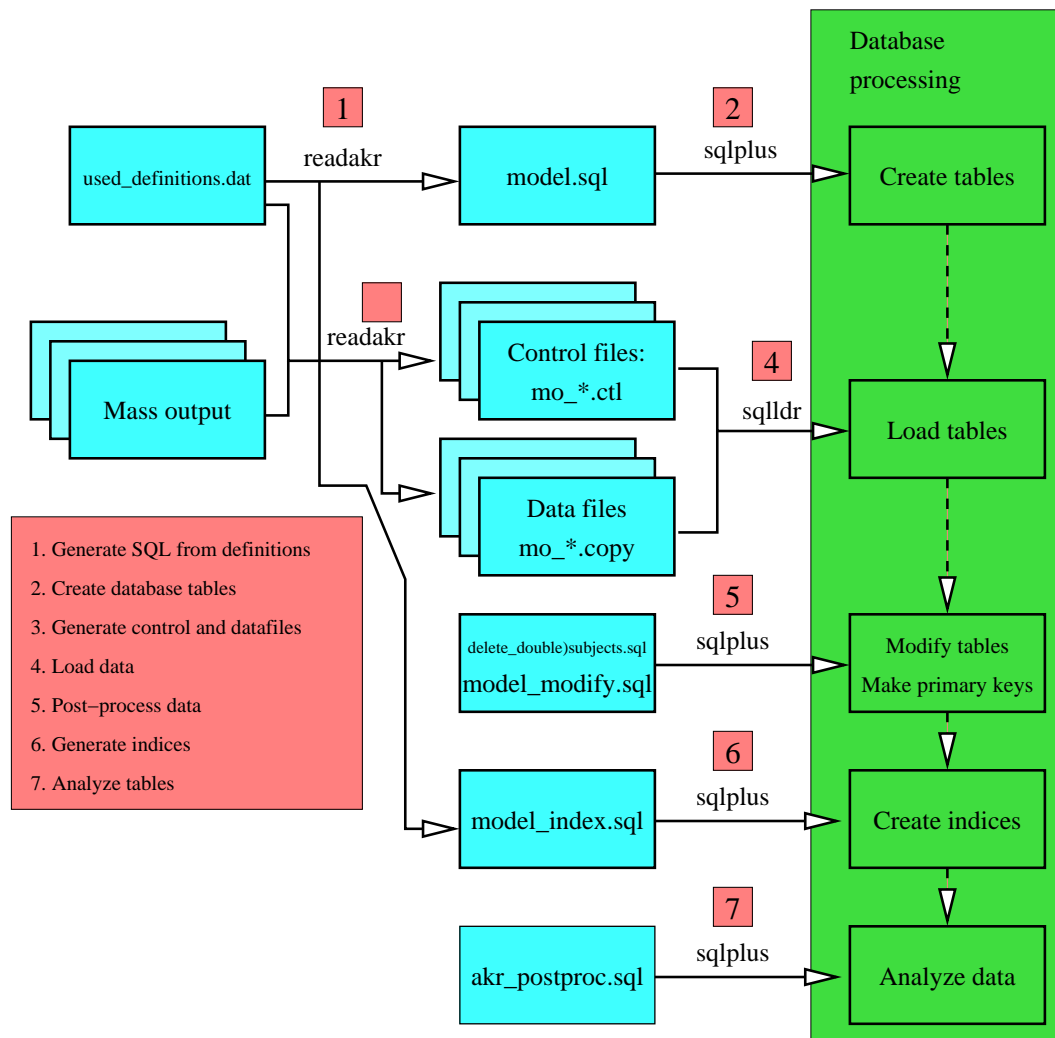 Database
processing
1
2
readakr
sqlplus
used_definitions.dat
model.sql
Create tables
readakr
Control files:
mo_*.ctl
4
sqlldr
Mass output
Load tables
Data files
mo_*.copy
1. Generate SQL from definitions
2. Create database tables
3. Generate control and datafiles
4. Load data
5. Post−process data
6. Generate indices
7. Analyze tables
5
sqlplus
delete_double)subjects.sql
model_modify.sql
Modify tables
Make primary keys
6
sqlplus
model_index.sql
Create indices
7
sqlplus
akr_postproc.sql
Analyze data